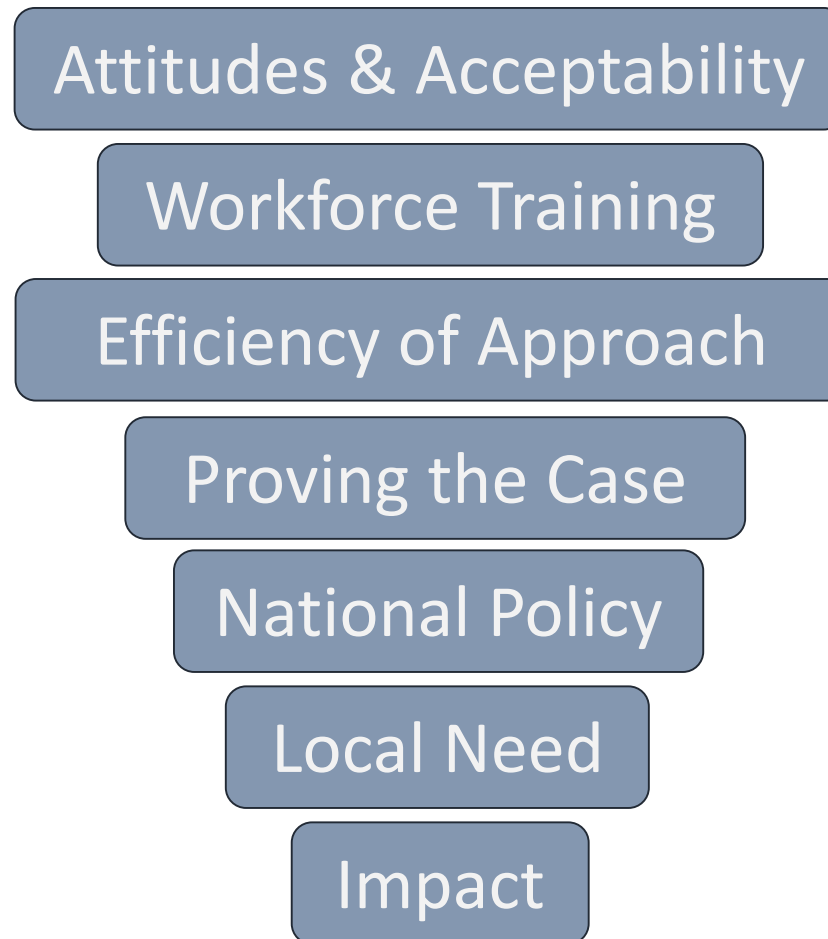 Attitudes & Acceptability
Workforce Training
Efficiency of Approach
Proving the Case
National Policy
Local Need
Impact